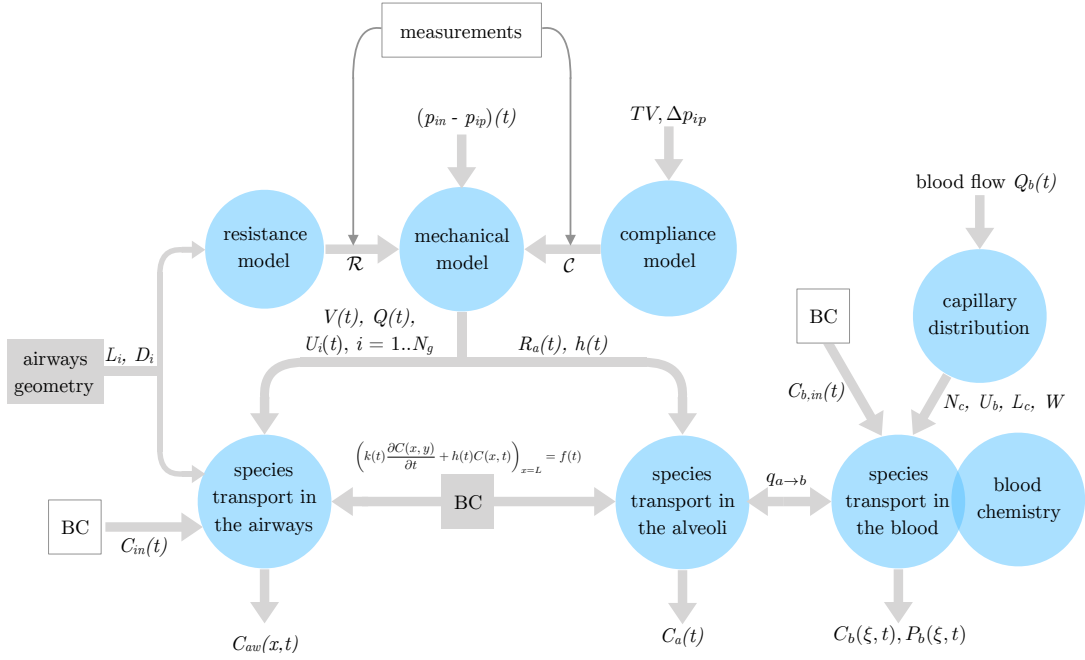 measurements
(p_in - p_ip)(t)
TV, Δp_ip
blood flow Q_b(t)
resistance
model
R
mechanical
model
C
compliance
model
capillary
distribution
BC
V(t), Q(t),
U_i(t), i = 1..N_g
R_a(t), h(t)
airways
geometry
L_i, D_i
C_b,in(t)
N_c, U_b, L_c, W
(k(t) ∂C(x, y)/∂t + h(t)C(x, t))_x=L = f(t)
species
transport in
the airways
BC
species
transport in
the alveoli
q_a→b
species
transport in
the blood
blood
chemistry
BC
C_in(t)
C_aw(x,t)
C_a(t)
C_b(ξ, t), P_b(ξ, t)